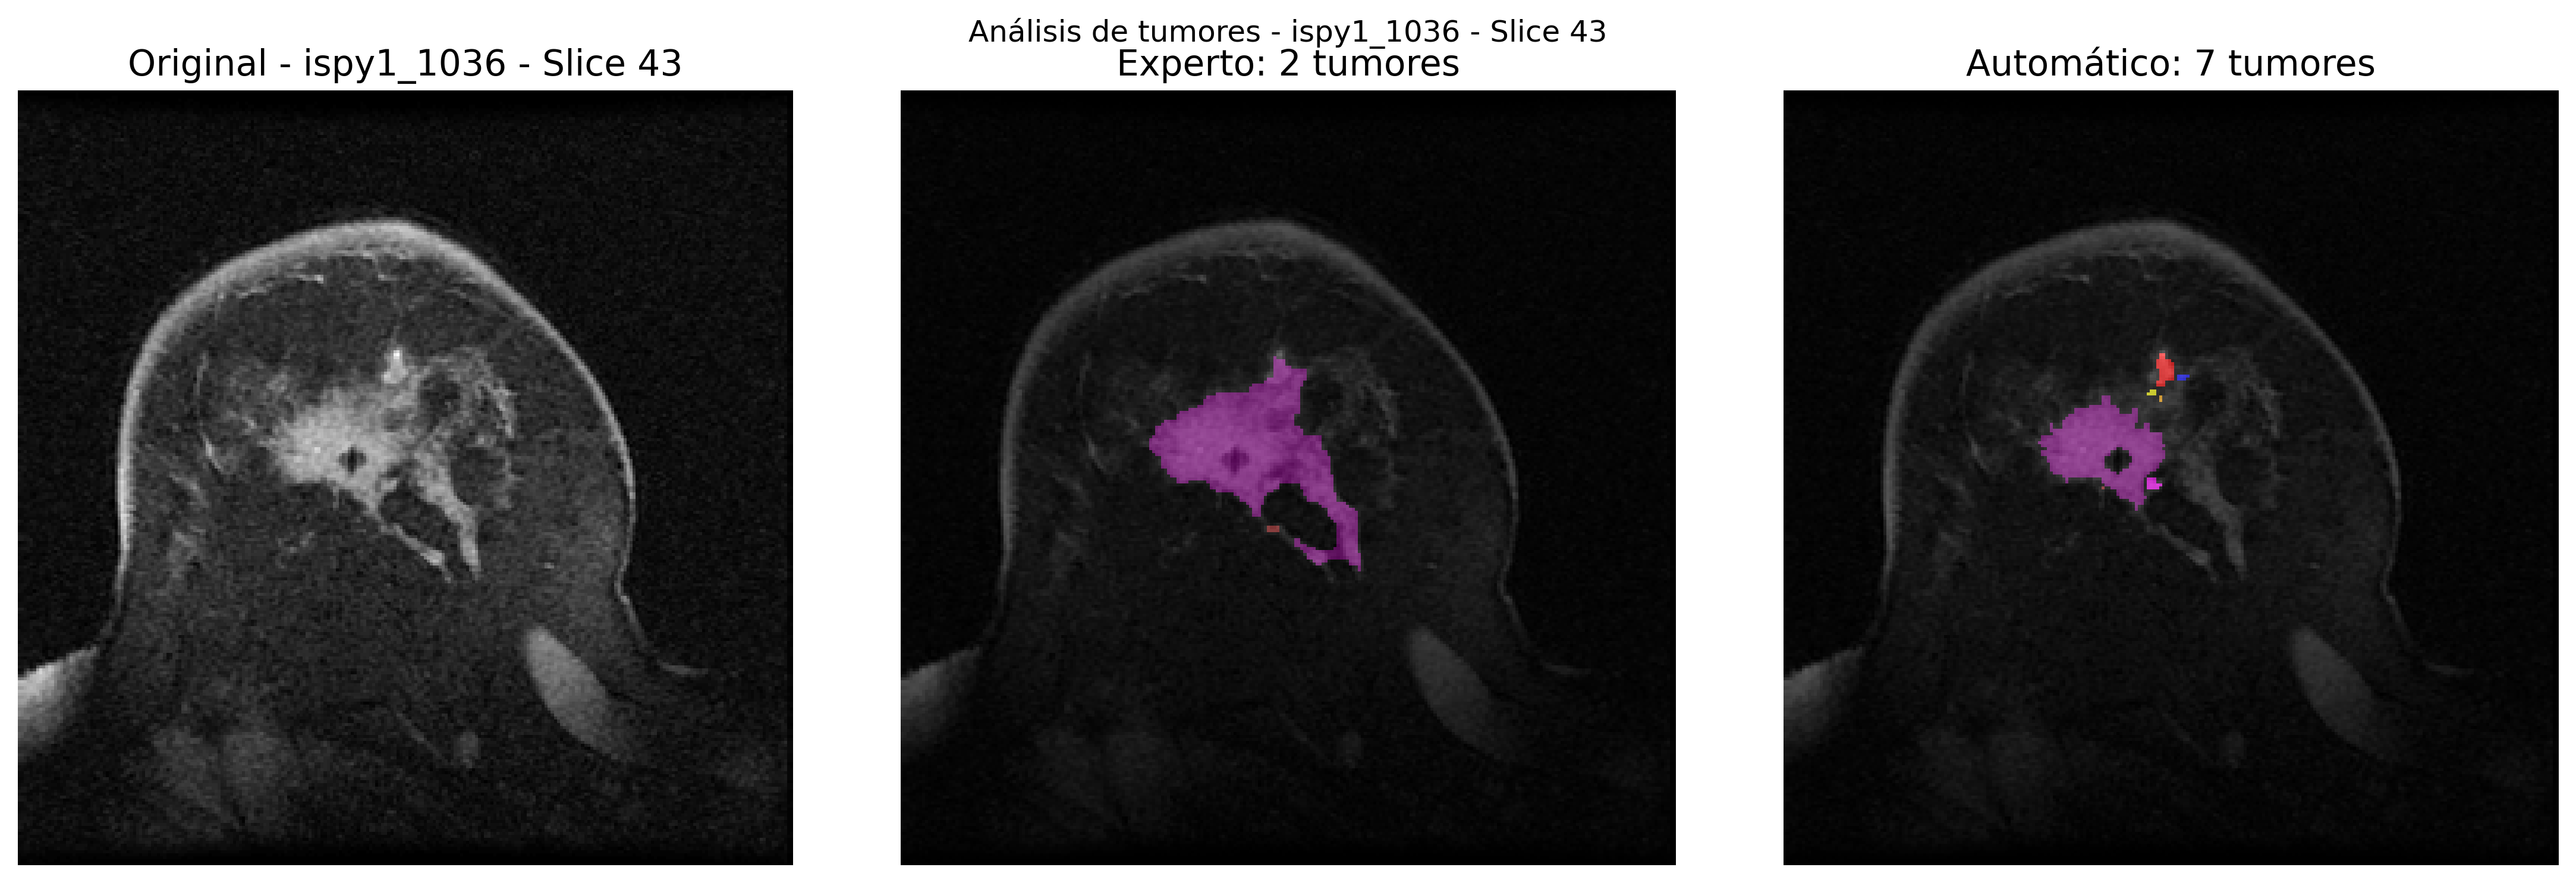 Análisis de tumores - ispy1_1036 - Slice 43
Original - ispy1_1036 - Slice 43
Experto: 2 tumores
Automático: 7 tumores